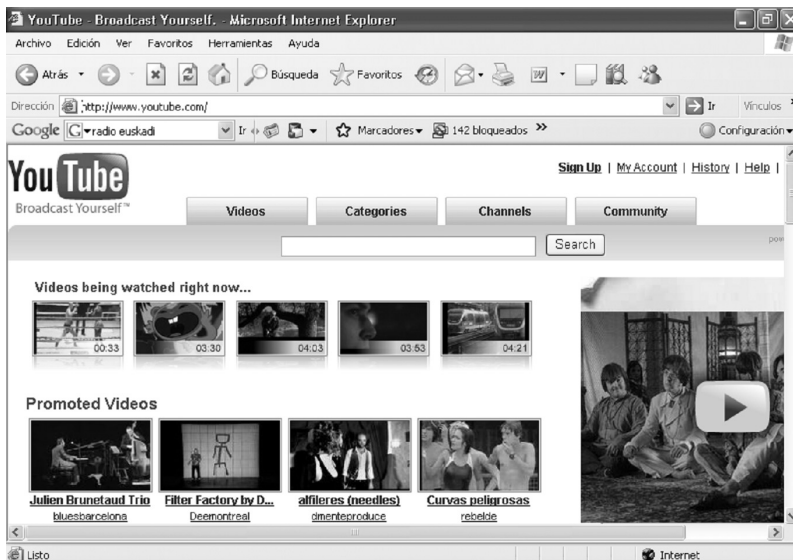 YouTube - Broadcast Yourself. - Microsoft Internet Explorer
Archivo Edición Ver Favoritos Herramientas Ayuda
Atrás Búsqueda Favoritos
Dirección http://www.youtube.com/ Ir Vínculos
Google radio euskadi Ir Marcadores 142 bloqueados Configuración
YouTube
Broadcast Yourself™
Sign Up | My Account | History | Help |
Videos Categories Channels Community
Search
Videos being watched right now...
00:33 03:30 04:03 03:53 04:21
Promoted Videos
Julien Brunetaud Trio Filter Factory by D... alfileres (needles) Curvas peligrosas
bluesbarcelona Deemontreal dmenteproduce rebelde
Listo Internet